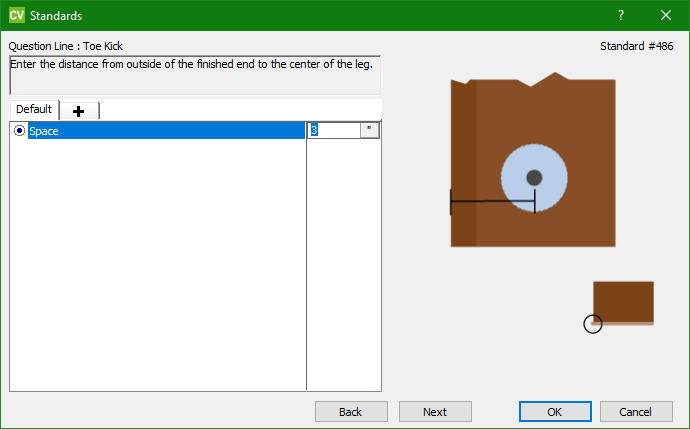 CV Standards ?
Question Line : Toe Kick Standard #486
Enter the distance from outside of the finished end to the center of the leg.
Default
Space 3 "
Back Next OK Cancel